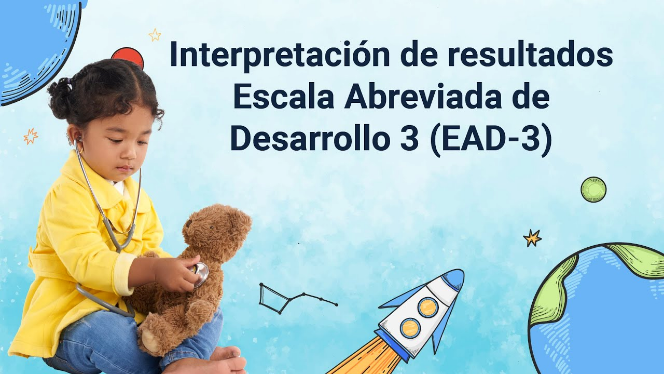 Interpretación de resultados
Escala Abreviada de
Desarrollo 3 (EAD-3)